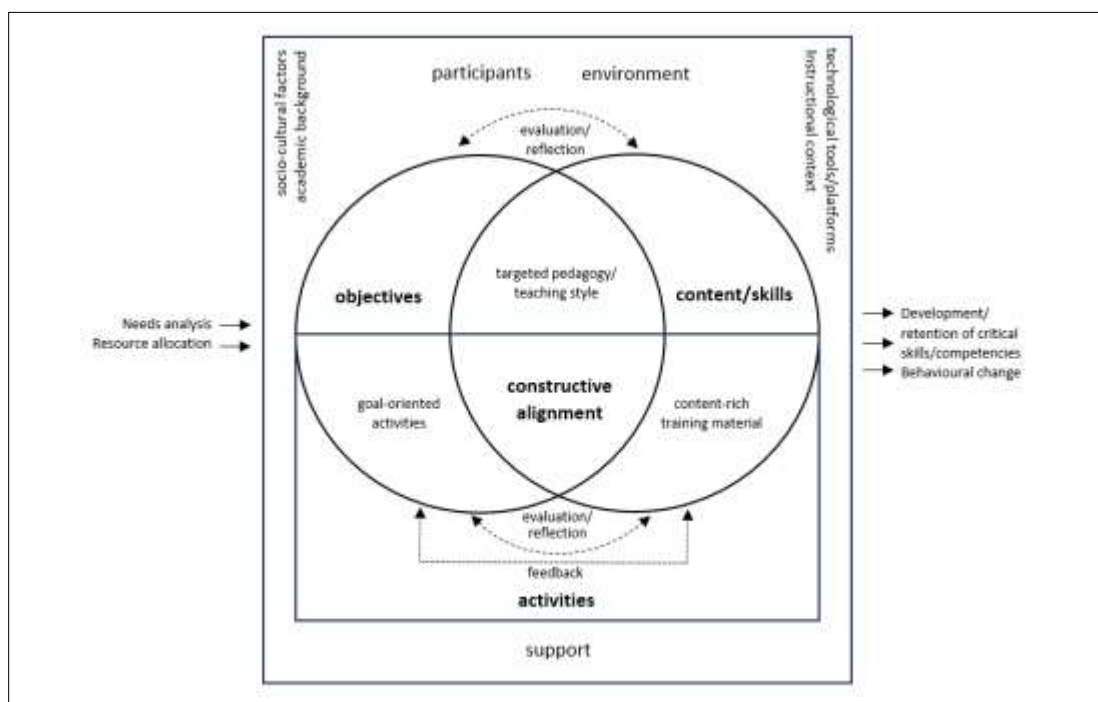 socio-cultural factors
academic background
participants
environment
technological tools/platforms
Instructional context
evaluation/
reflection
targeted pedagogy/
teaching style
objectives
content/skills
Needs analysis
Resource allocation
Development/
retention of critical
skills/competencies
Behavioural change
constructive
alignment
goal-oriented
activities
content-rich
training material
evaluation/
reflection
feedback
activities
support